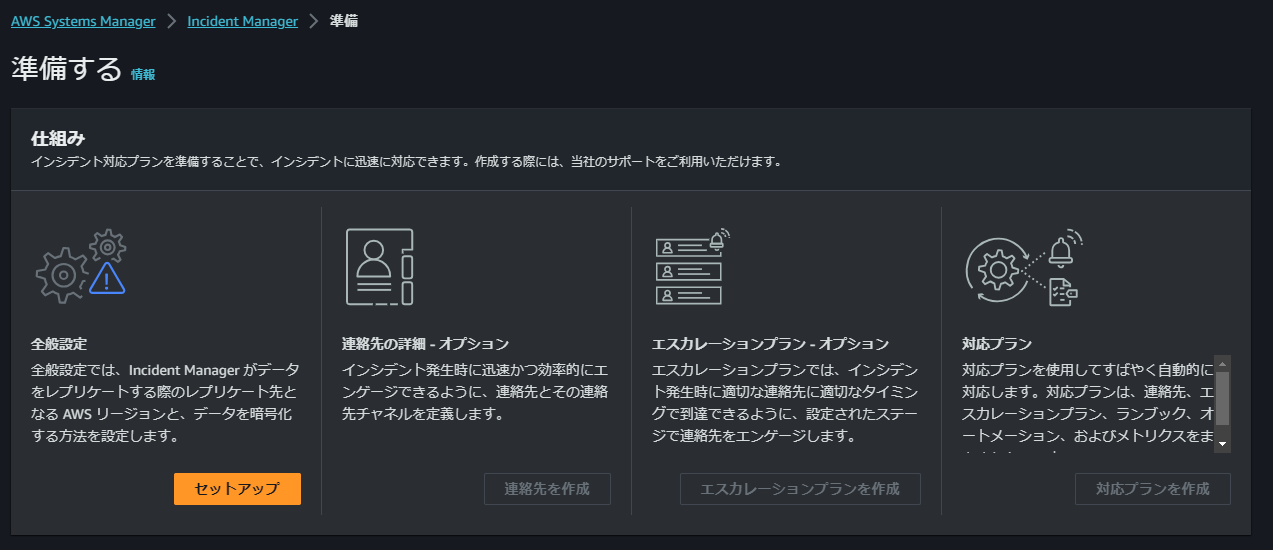 AWS Systems Manager > Incident Manager > 準備
準備する 情報
仕組み
インシデント対応プランを準備することで、インシデントに迅速に対応できます。作成する際には、当社のサポートをご利用いただけます。
全般設定
全般設定では、Incident Manager がデータ
をレプリケートする際のレプリケート先と
なる AWS リージョンと、データを暗号化
する方法を設定します。
セットアップ
連絡先の詳細 - オプション
インシデント発生時に迅速かつ効率的にエ
ンゲージできるように、連絡先とその連絡
先チャネルを定義します。
連絡先を作成
エスカレーションプラン - オプション
エスカレーションプランでは、インシデン
ト発生時に適切な連絡先に適切なタイミン
グで到達できるように、設定されたステー
ジで連絡先をエンゲージします。
エスカレーションプランを作成
対応プラン
対応プランを使用してすばやく自動的に
対応します。対応プランは、連絡先、エ
スカレーションプラン、ランブック、オ
ートメーション、およびメトリクスをま
対応プランを作成